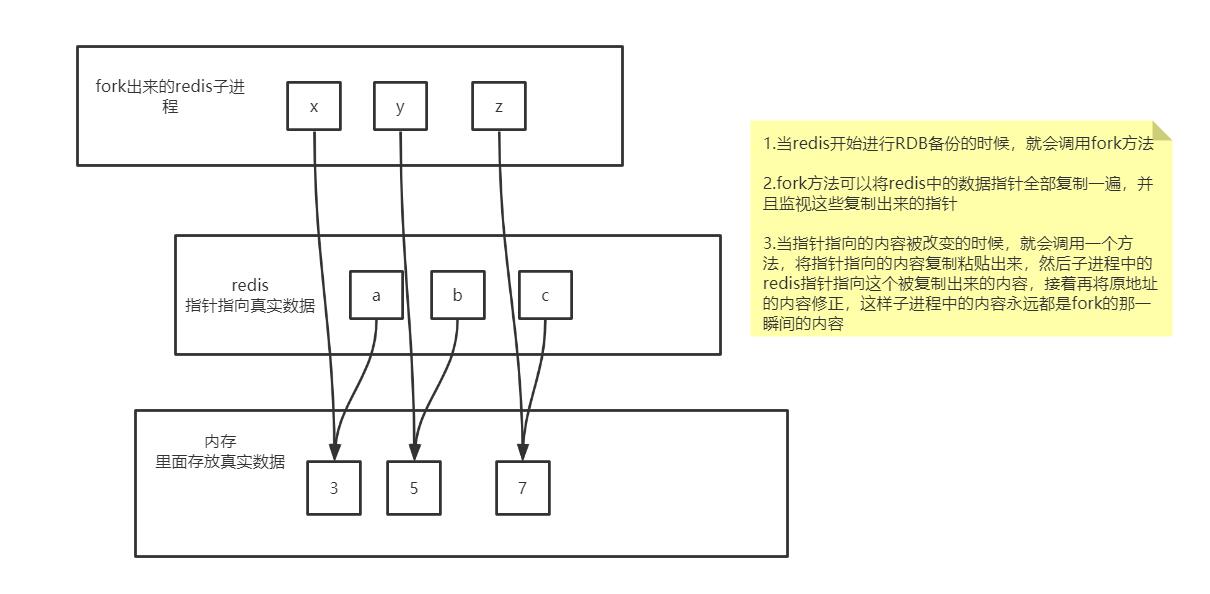 fork出来的redis子进
程
x
y
z
redis
指针指向真实数据
a
b
c
内存
里面存放真实数据
3
5
7
1.当redis开始进行RDB备份的时候，就会调用fork方法
2.fork方法可以将redis中的数据指针全部复制一遍，并
且监视这些复制出来的指针
3.当指针指向的内容被改变的时候，就会调用一个方
法，将指针指向的内容复制粘贴出来，然后子进程中的
redis指针指向这个被复制出来的内容，接着再将原地址
的内容修正，这样子进程中的内容永远都是fork的那一
瞬间的内容